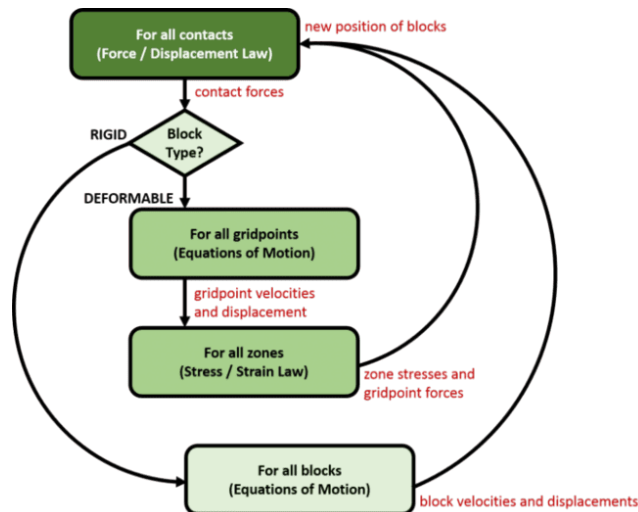 For all contacts
(Force / Displacement Law)
new position of blocks
contact forces
RIGID
Block
Type?
DEFORMABLE
For all gridpoints
(Equations of Motion)
gridpoint velocities
and displacement
For all zones
(Stress / Strain Law)
zone stresses and
gridpoint forces
For all blocks
(Equations of Motion)
block velocities and displacements